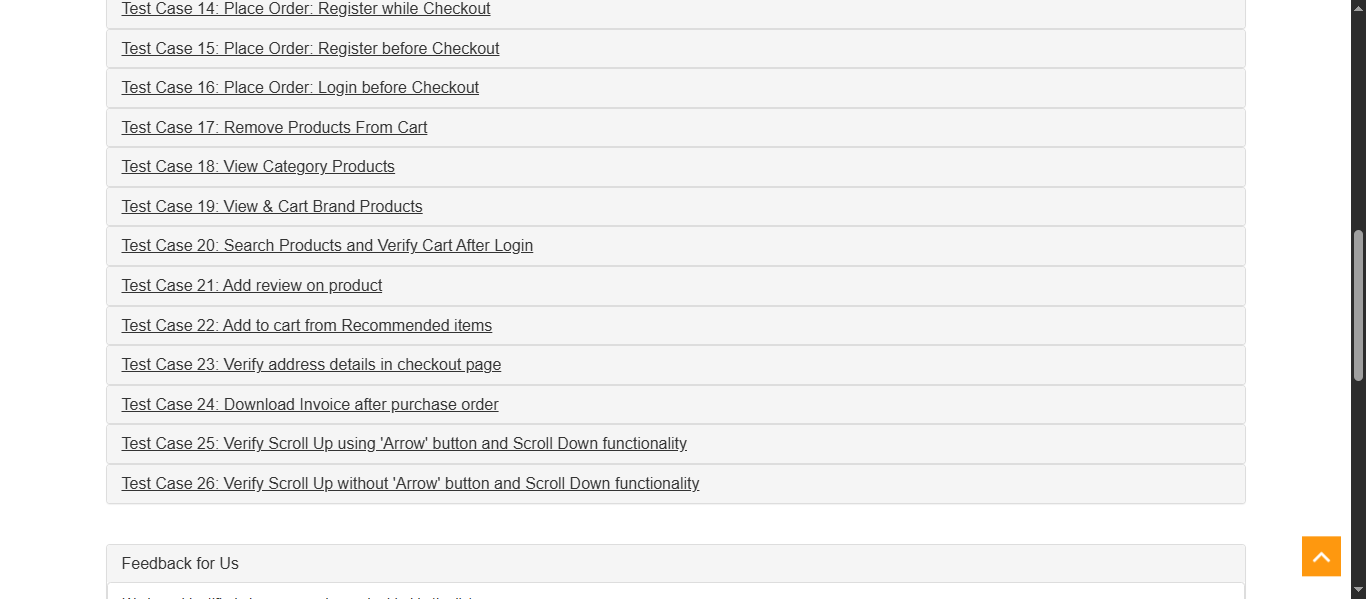 Test Case 14: Place Order: Register while Checkout
Test Case 15: Place Order: Register before Checkout
Test Case 16: Place Order: Login before Checkout
Test Case 17: Remove Products From Cart
Test Case 18: View Category Products
Test Case 19: View & Cart Brand Products
Test Case 20: Search Products and Verify Cart After Login
Test Case 21: Add review on product
Test Case 22: Add to cart from Recommended items
Test Case 23: Verify address details in checkout page
Test Case 24: Download Invoice after purchase order
Test Case 25: Verify Scroll Up using 'Arrow' button and Scroll Down functionality
Test Case 26: Verify Scroll Up without 'Arrow' button and Scroll Down functionality
Feedback for Us